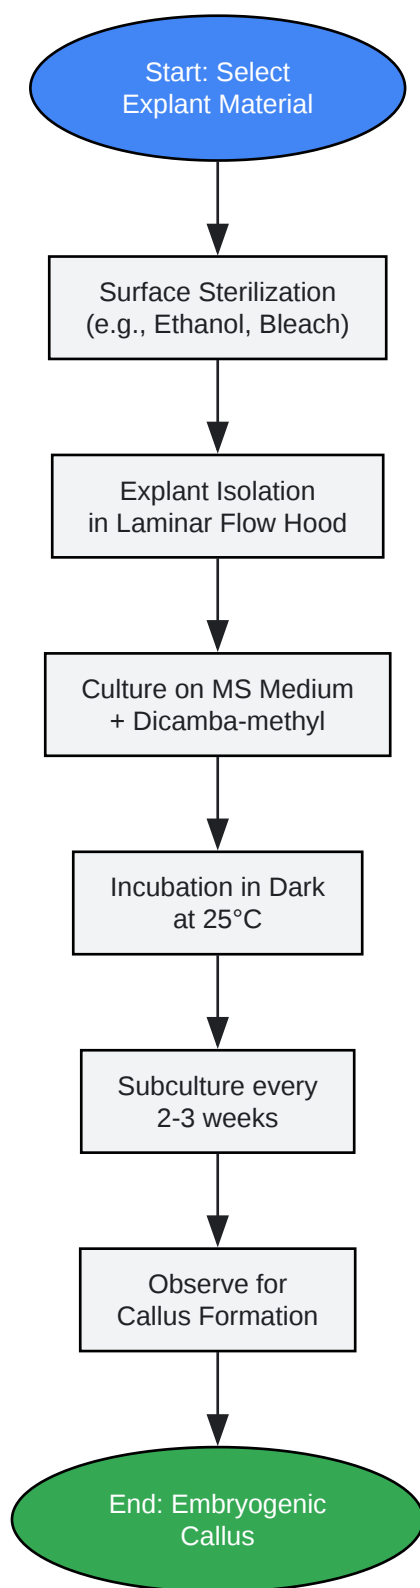 Start: Select
Explant Material
Surface Sterilization
(e.g., Ethanol, Bleach)
Explant Isolation
in Laminar Flow Hood
Culture on MS Medium
+ Dicamba-methyl
Incubation in Dark
at 25°C
Subculture every
2-3 weeks
Observe for
Callus Formation
End: Embryogenic
Callus